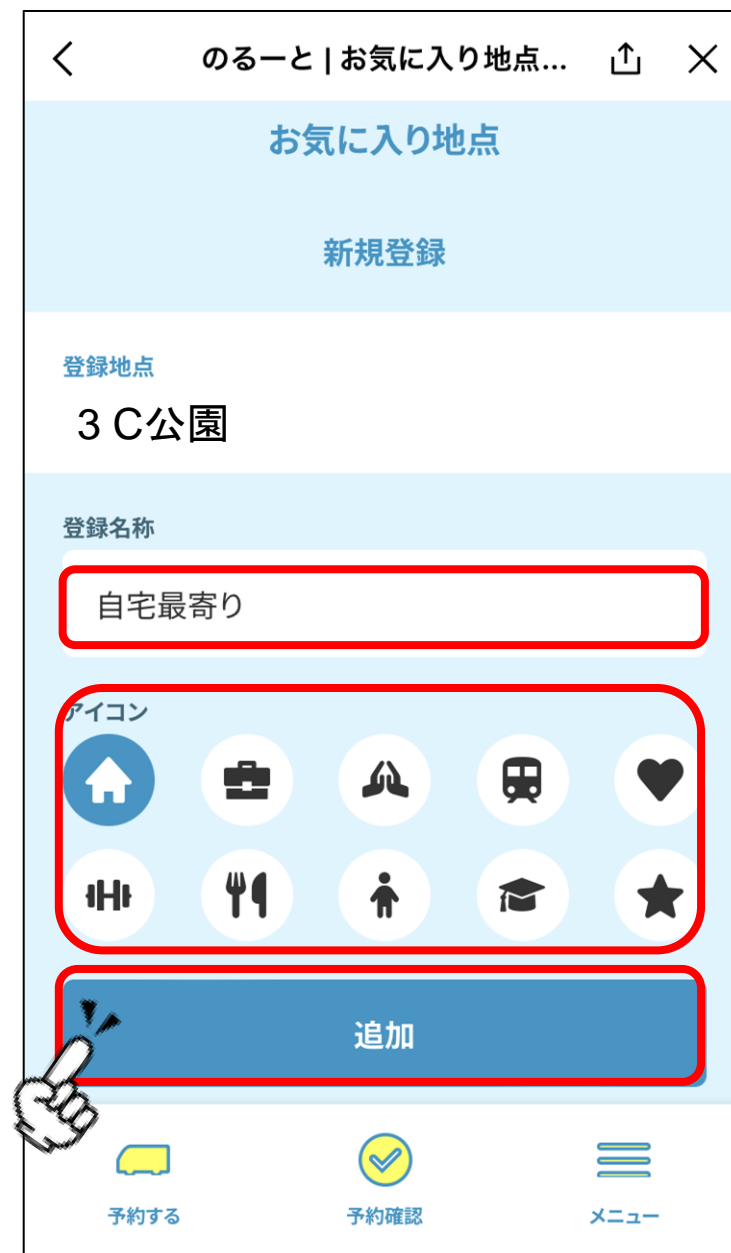 のるーと | お気に入り地点...
お気に入り地点
新規登録
登録地点
３C公園
登録名称
自宅最寄り
アイコン
追加
予約する
予約確認
メニュー